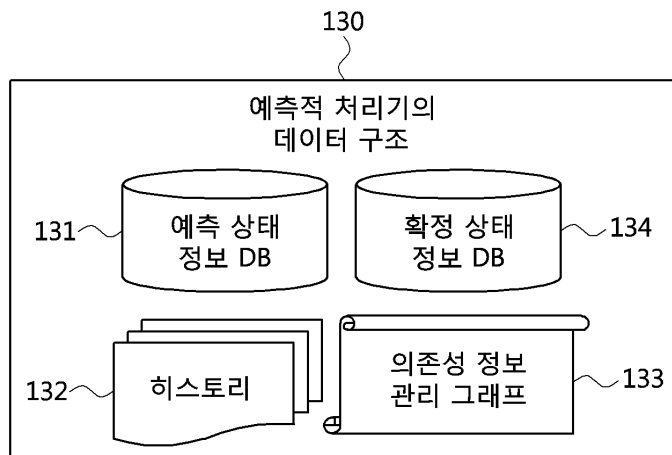 130
예측적 처리기의
데이터 구조
131
예측 상태
정보 DB
확정 상태
정보 DB
134
132
히스토리
의존성 정보
관리 그래프
133